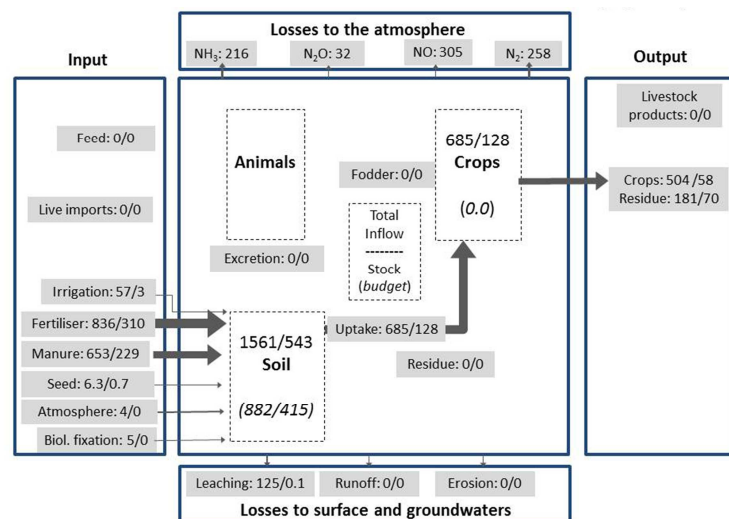 Losses to the atmosphere
NH₃: 216
N₂O: 32
NO: 305
N₂: 258
Input
Output
Feed: 0/0
Live imports: 0/0
Irrigation: 57/3
Fertiliser: 836/310
Manure: 653/229
Seed: 6.3/0.7
Atmosphere: 4/0
Biol. fixation: 5/0
Animals
Excretion: 0/0
1561/543
Soil
(882/415)
Fodder: 0/0
Total
Inflow
--------
Stock
(budget)
Uptake: 685/128
Residue: 0/0
685/128
Crops
(0.0)
Livestock
products: 0/0
Crops: 504 /58
Residue: 181/70
Leaching: 125/0.1
Runoff: 0/0
Erosion: 0/0
Losses to surface and groundwaters